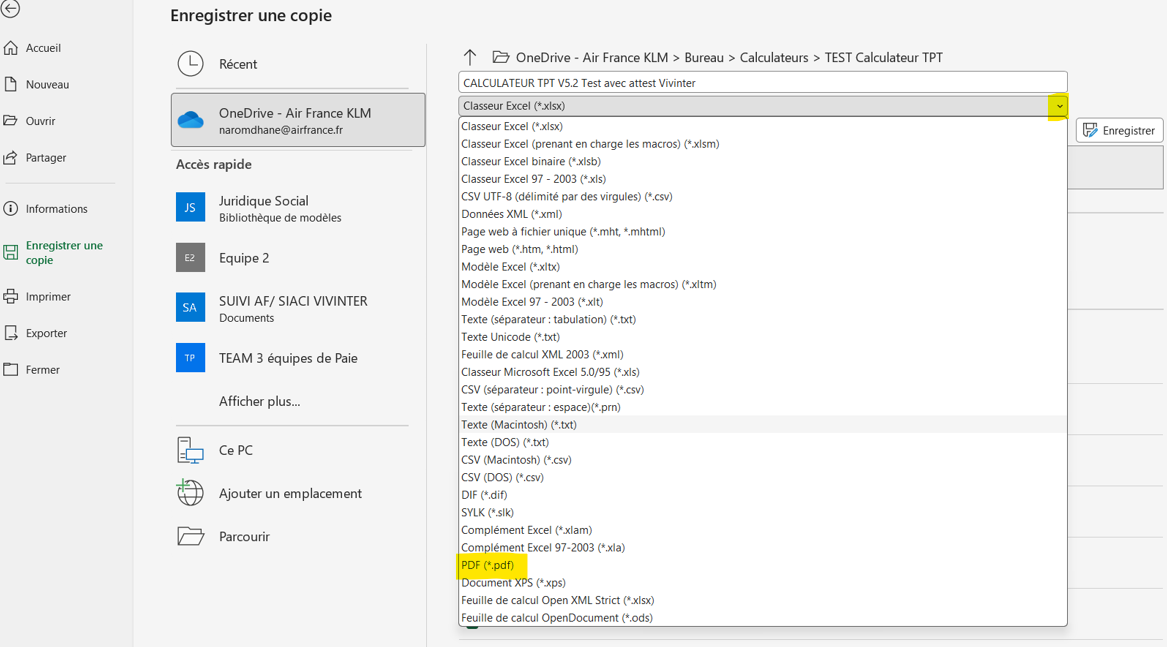 Enregistrer une copie
Accueil
Nouveau
Ouvrir
Partager
Informations
Enregistrer une
copie
Imprimer
Exporter
Fermer
Récent
OneDrive - Air France KLM
naromdhane@airfrance.fr
Accès rapide
JS
Juridique Social
Bibliothèque de modèles
E2
Equipe 2
SA
SUIVI AF/ SIACI VIVINTER
Documents
TP
TEAM 3 équipes de Paie
Afficher plus...
Ce PC
Ajouter un emplacement
Parcourir
OneDrive - Air France KLM > Bureau > Calculateurs > TEST Calculateur TPT
CALCULATEUR TPT V5.2 Test avec attest Vivinter
Classeur Excel (*.xlsx)
Enregistrer
Classeur Excel (*.xlsx)
Classeur Excel (prenant en charge les macros) (*.xlsm)
Classeur Excel binaire (*.xlsb)
Classeur Excel 97 - 2003 (*.xls)
CSV UTF-8 (délimité par des virgules) (*.csv)
Données XML (*.xml)
Page web à fichier unique (*.mht, *.mhtml)
Page web (*.htm, *.html)
Modèle Excel (*.xltx)
Modèle Excel (prenant en charge les macros) (*.xltm)
Modèle Excel 97 - 2003 (*.xlt)
Texte (séparateur : tabulation) (*.txt)
Texte Unicode (*.txt)
Feuille de calcul XML 2003 (*.xml)
Classeur Microsoft Excel 5.0/95 (*.xls)
CSV (séparateur : point-virgule) (*.csv)
Texte (séparateur : espace)(*.prn)
Texte (Macintosh) (*.txt)
Texte (DOS) (*.txt)
CSV (Macintosh) (*.csv)
CSV (DOS) (*.csv)
DIF (*.dif)
SYLK (*.slk)
Complément Excel (*.xlam)
Complément Excel 97-2003 (*.xla)
PDF (*.pdf)
Document XPS (*.xps)
Feuille de calcul Open XML Strict (*.xlsx)
Feuille de calcul OpenDocument (*.ods)